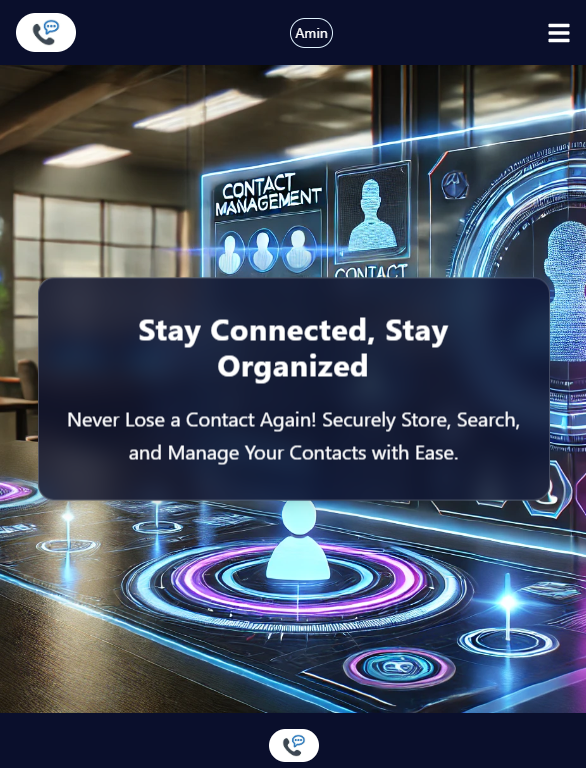 Amin
CONTACT
MANAGEMENT
CONTACT
Stay Connected, Stay
Organized
Never Lose a Contact Again! Securely Store, Search,
and Manage Your Contacts with Ease.